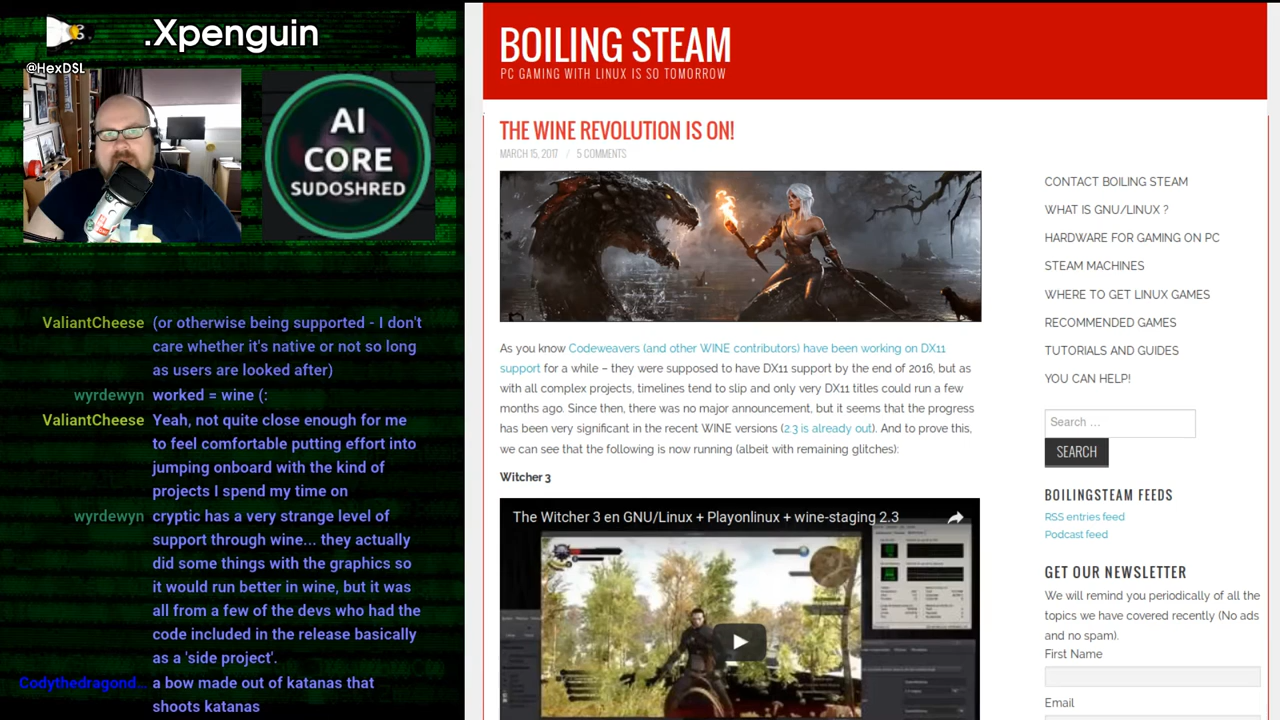 .Xpenguin
@HexDSL
AI
CORE
SUDOSHRED
ValiantCheese (or otherwise being supported - I don't
care whether it's native or not so long
as users are looked after)
wyrdewyn worked = wine (:
ValiantCheese Yeah, not quite close enough for me
to feel comfortable putting effort into
jumping onboard with the kind of
projects I spend my time on
wyrdewyn cryptic has a very strange level of
support through wine... they actually
did some things with the graphics so
it would run better in wine, but it was
all from a one of the devs who had the
code included in the release basically
as a 'side project'.
Codythedragond... a bow made out of katanas that
shoots katanas
BOILING STEAM
PC GAMING WITH LINUX IS SO TOMORROW
THE WINE REVOLUTION IS ON!
MARCH 15, 2017 / 5 COMMENTS
As you know Codeweavers (and other WINE contributors) have been working on DX11
support for a while – they were supposed to have DX11 support by the end of 2016, but as
with all complex projects, timelines tend to slip and only very DX11 titles could run a few
months ago. Since then, there was no major announcement, but it seems that the progress
has been very significant in the recent WINE versions (2.3 is already out). And to prove this,
we can see that the following is now running (albeit with remaining glitches):
Witcher 3
The Witcher 3 en GNU/Linux + Playonlinux + wine-staging 2.3
CONTACT BOILING STEAM
WHAT IS GNU/LINUX ?
HARDWARE FOR GAMING ON PC
STEAM MACHINES
WHERE TO GET LINUX GAMES
RECOMMENDED GAMES
TUTORIALS AND GUIDES
YOU CAN HELP!
Search …
SEARCH
BOILINGSTEAM FEEDS
RSS entries feed
Podcast feed
GET OUR NEWSLETTER
We will remind you periodically of all the
topics we have covered recently (No ads
and no spam).
First Name
Email